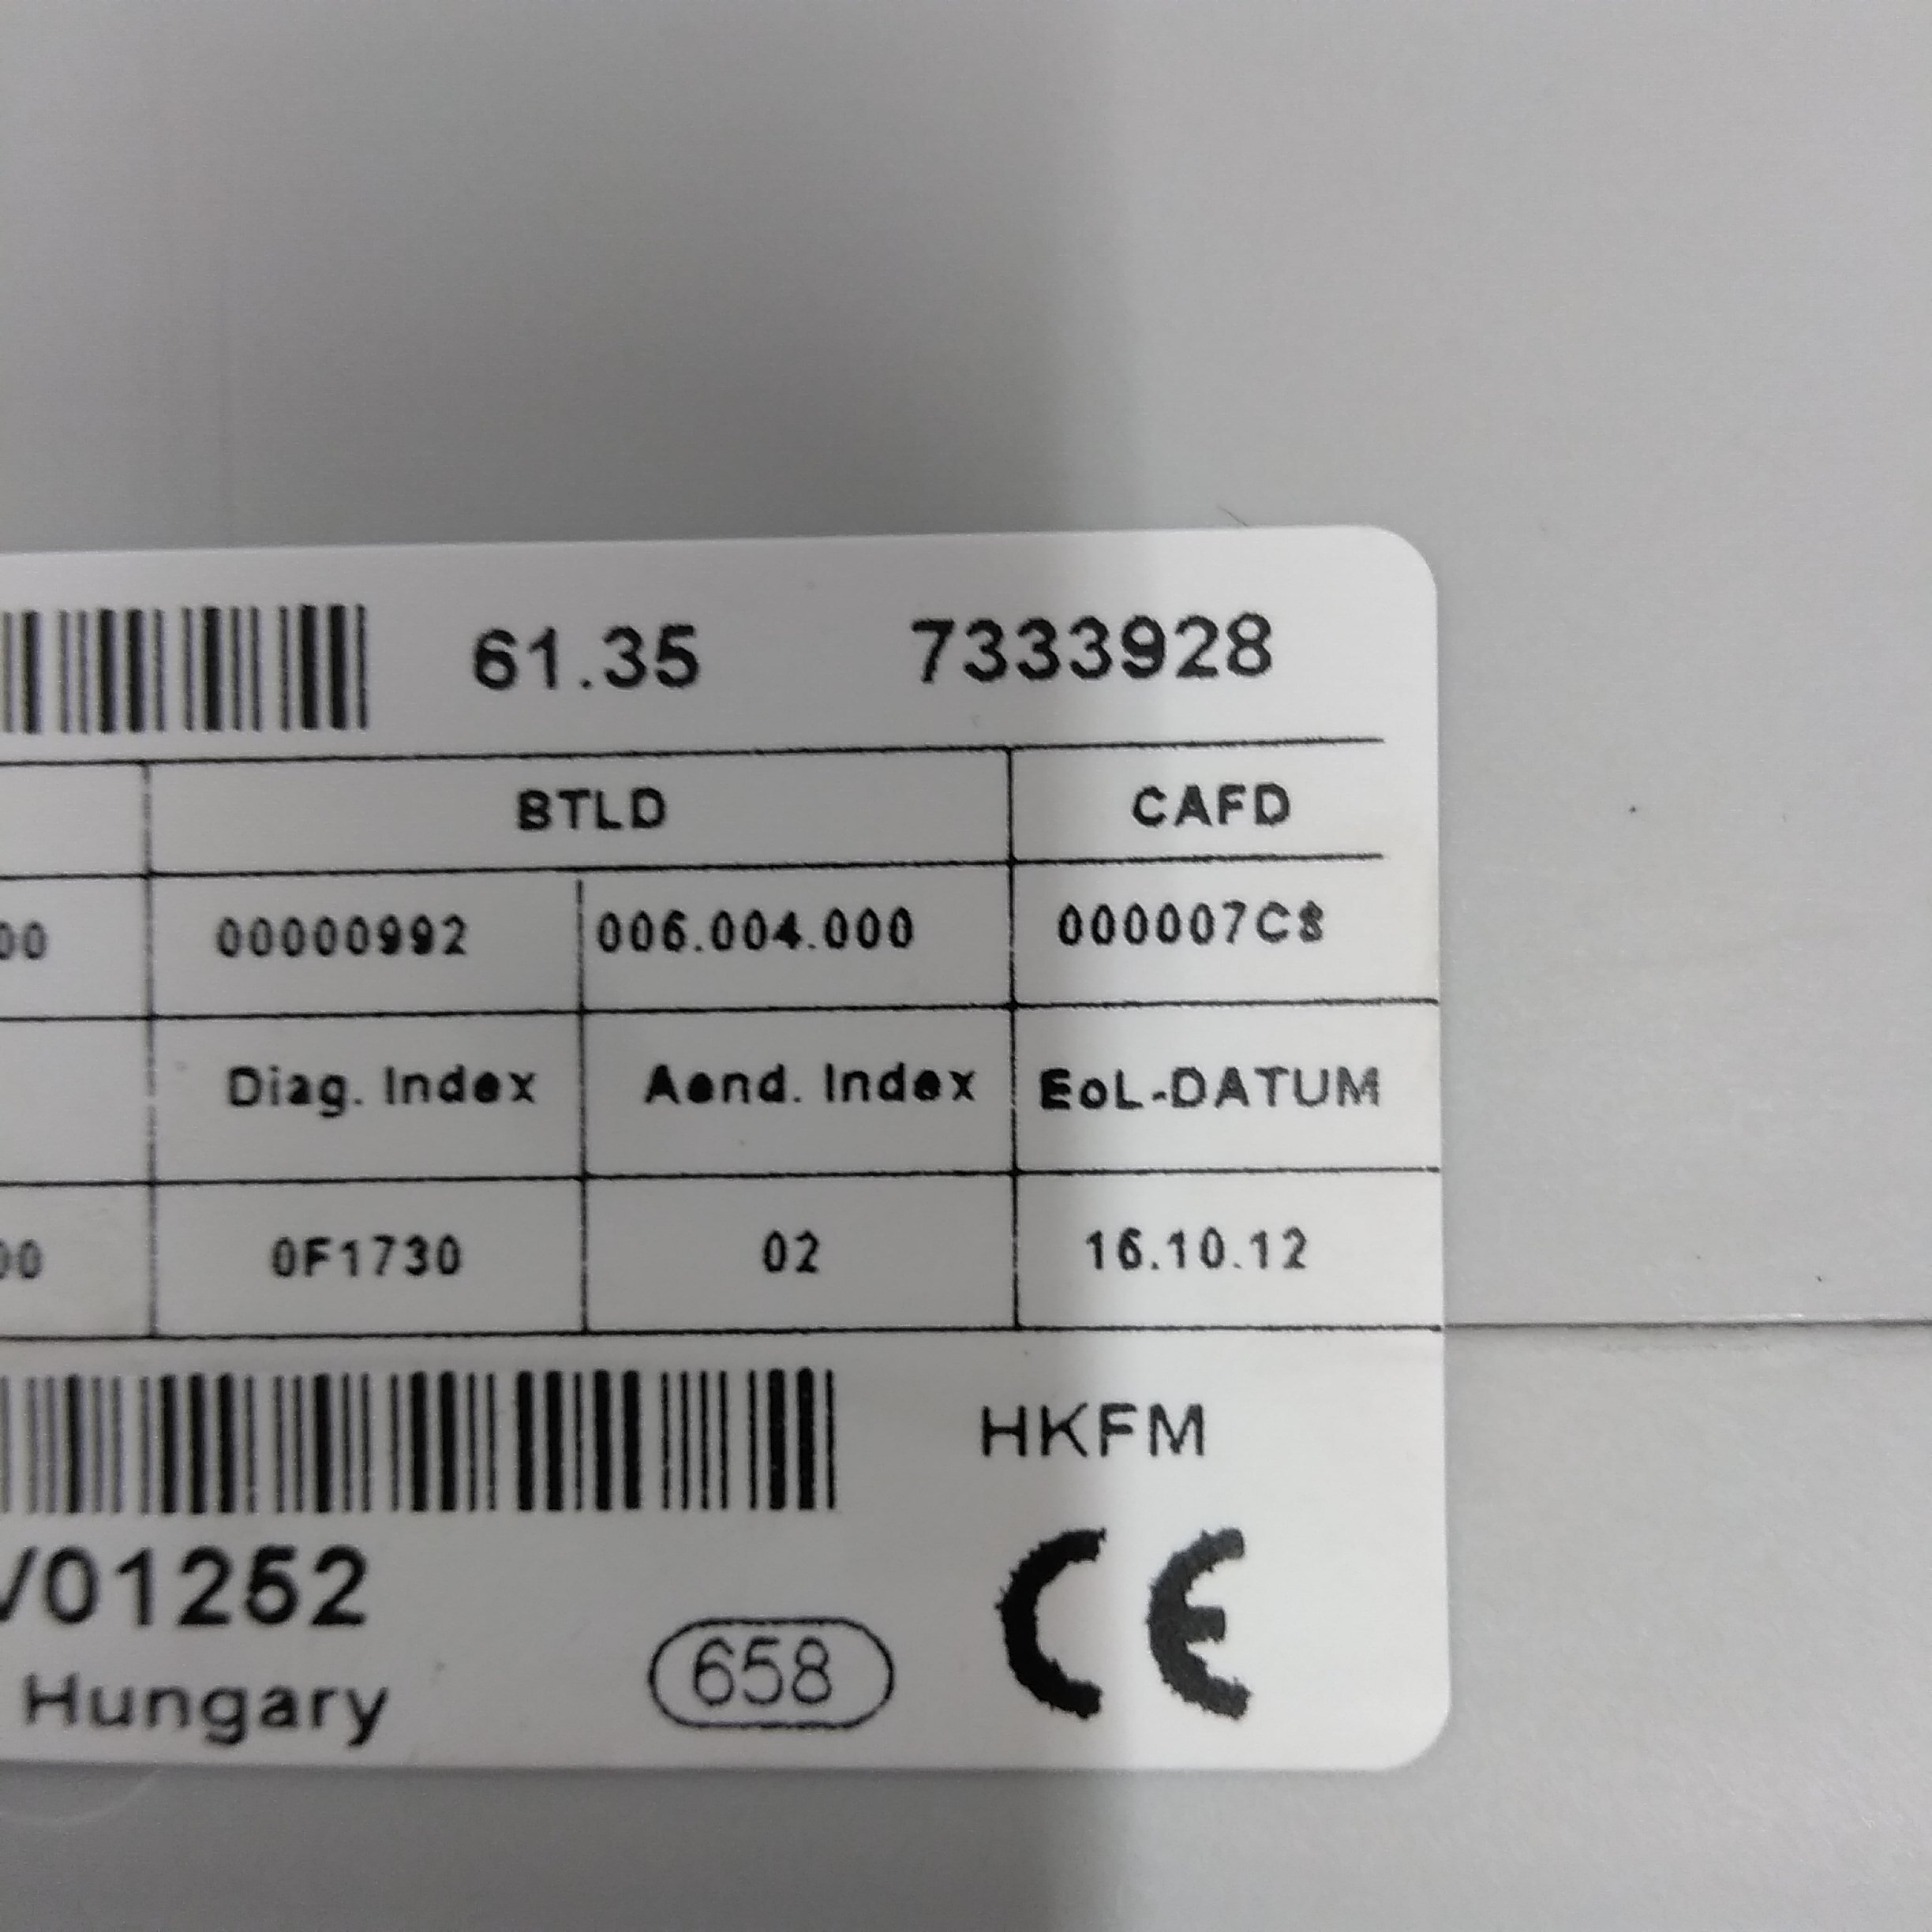 61.35 7333928
BTLD CAFD
00 00000992 006.004.000 000007C8
Diag. Index Aend. Index EoL-DATUM
00 0F1730 02 16.10.12
HKFM
V01252
658 CE
Hungary